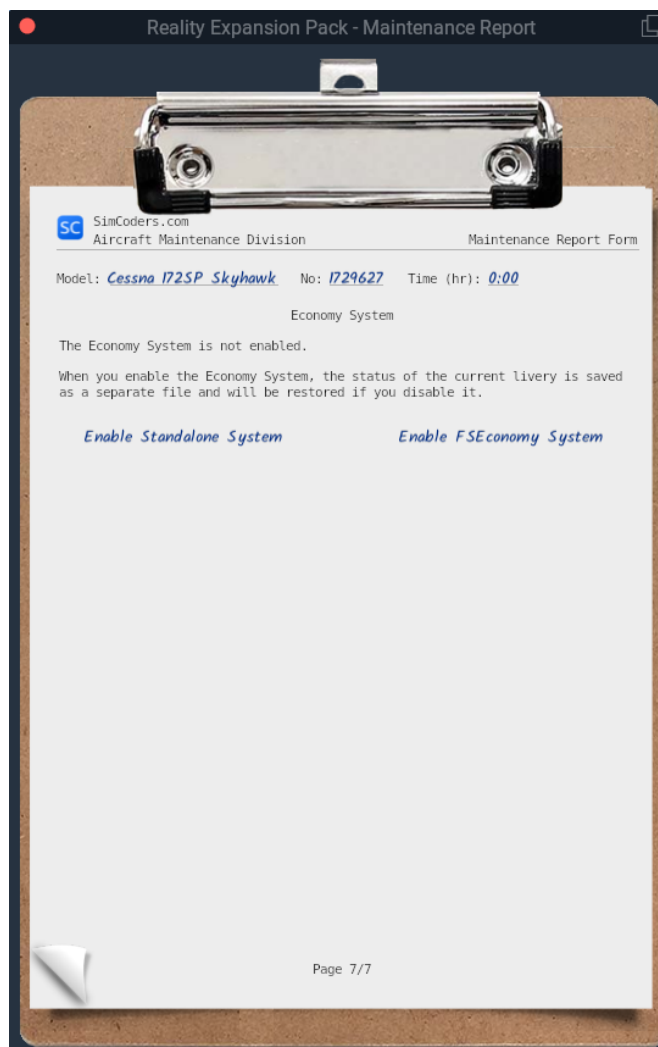 Reality Expansion Pack - Maintenance Report
SC
SimCoders.com
Aircraft Maintenance Division
Maintenance Report Form
Model: Cessna 172SP Skyhawk No: 1729627 Time (hr): 0:00
Economy System
The Economy System is not enabled.
When you enable the Economy System, the status of the current livery is saved
as a separate file and will be restored if you disable it.
Enable Standalone System Enable FSEconomy System
Page 7/7